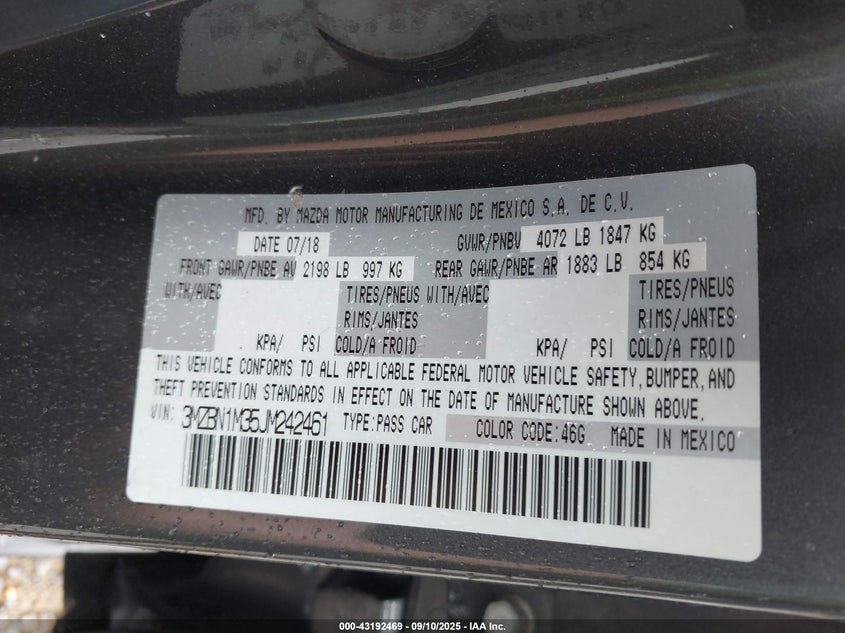 MFD. BY MAZDA MOTOR MANUFACTURING DE MEXICO S.A. DE C.V.
DATE 07/18 GVWR/PNBV 4072 LB 1847 KG
FRONT GAWR/PNBE AV 2198 LB 997 KG REAR GAWR/PNBE AR 1883 LB 854 KG
WITH/AVEC TIRES/PNEUS WITH/AVEC TIRES/PNEUS
RIMS/JANTES RIMS/JANTES
KPA/ PSI COLD/A FROID KPA/ PSI COLD/A FROID
THIS VEHICLE CONFORMS TO ALL APPLICABLE FEDERAL MOTOR VEHICLE SAFETY, BUMPER, AND
THEFT PREVENTION STANDARDS IN EFFECT ON THE DATE OF MANUFACTURE SHOWN ABOVE.
VIN: 3MZBN1M35JM242461 TYPE:PASS CAR COLOR CODE:46G MADE IN MEXICO
000-43192469 - 09/10/2025 - IAA Inc.